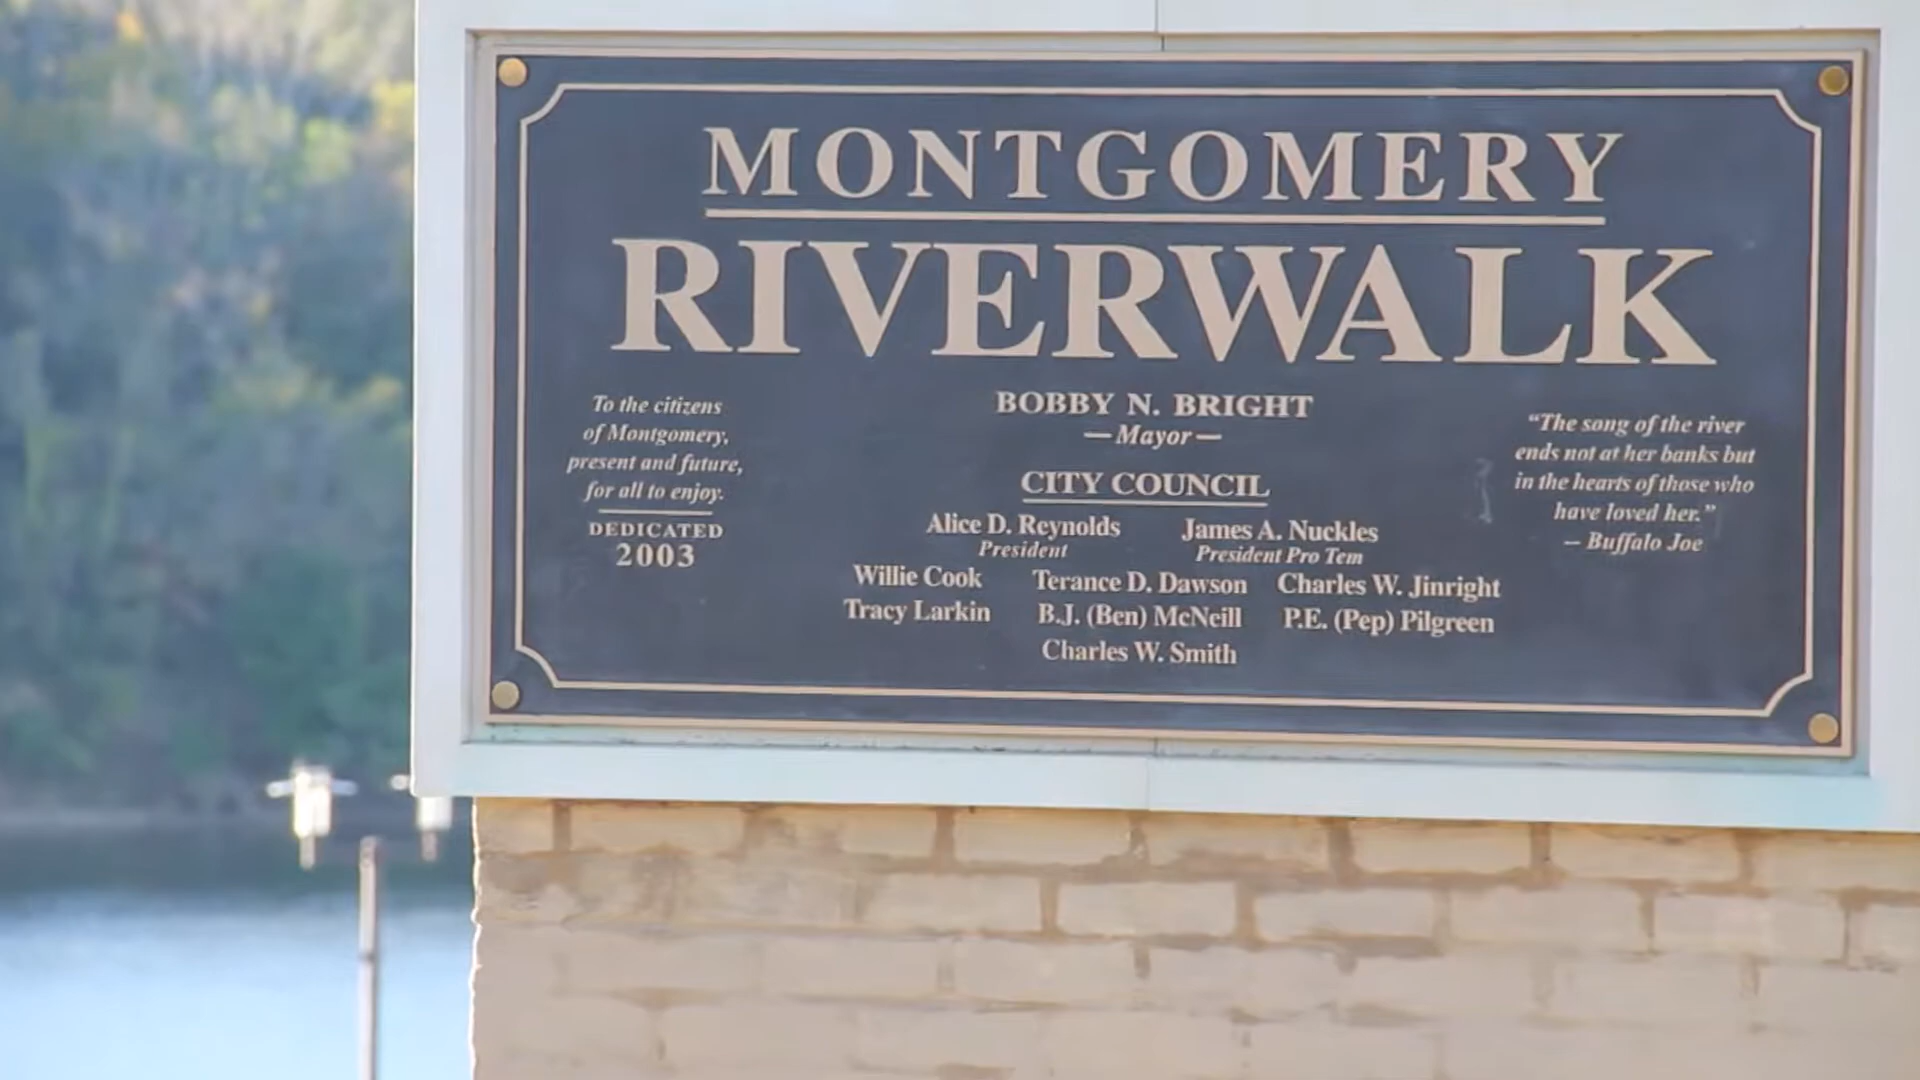 MONTGOMERY
RIVERWALK
To the citizens
of Montgomery,
present and future,
for all to enjoy.
DEDICATED
2003
BOBBY N. BRIGHT
— Mayor —
CITY COUNCIL
Alice D. Reynolds James A. Nuckles
President President Pro Tem
Willie Cook Terance D. Dawson Charles W. Jinright
Tracy Larkin B.J. (Ben) McNeill P.E. (Pep) Pilgreen
Charles W. Smith
“The song of the river
ends not at her banks but
in the hearts of those who
have loved her.”
– Buffalo Joe